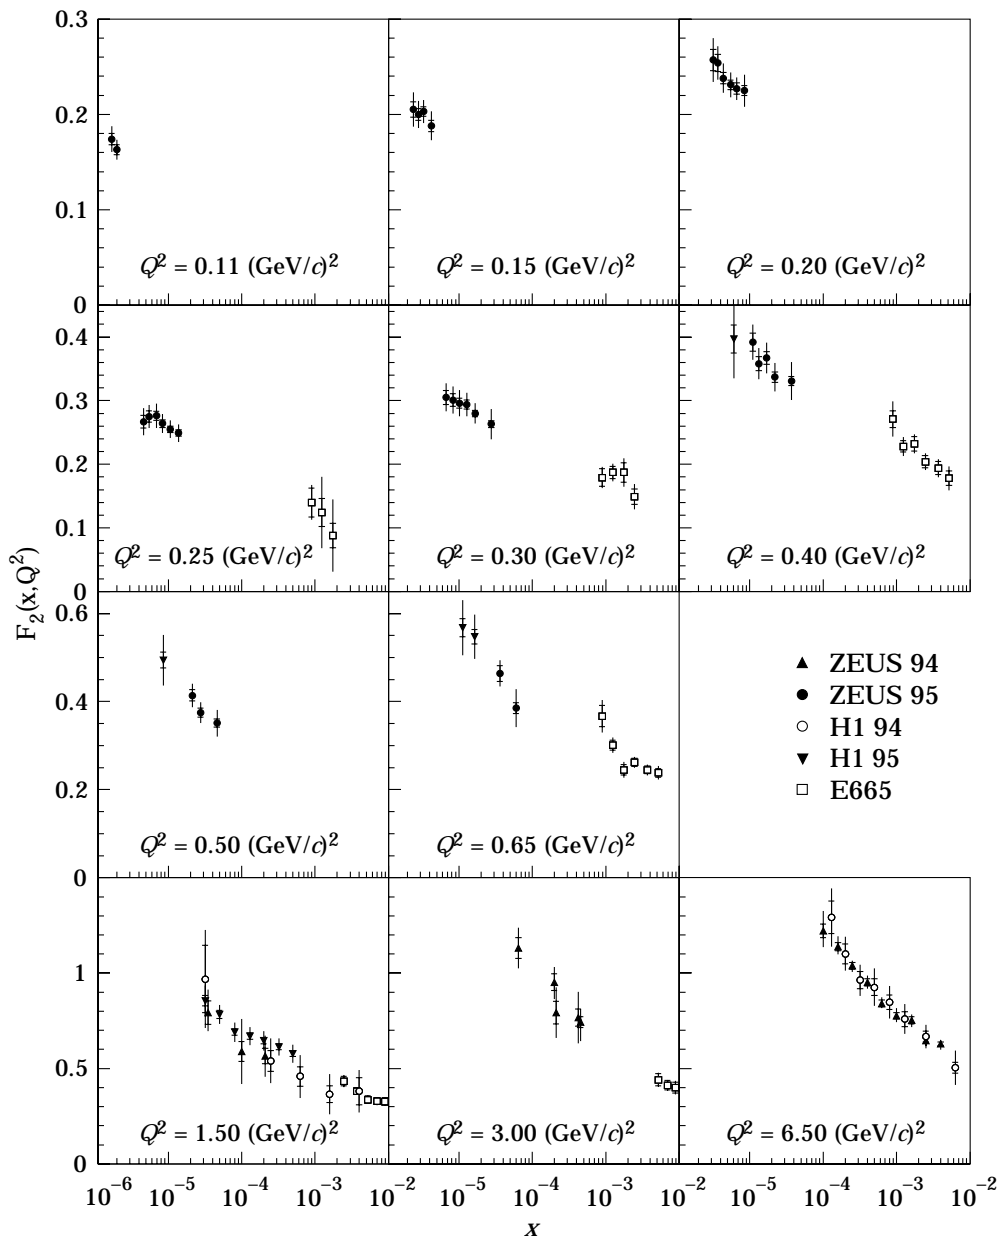 0.3
0.2
0.1
0
Q² = 0.11 (GeV/c)²
Q² = 0.15 (GeV/c)²
Q² = 0.20 (GeV/c)²
0.4
0.3
0.2
0.1
0
Q² = 0.25 (GeV/c)²
Q² = 0.30 (GeV/c)²
Q² = 0.40 (GeV/c)²
F₂(x,Q²)
0.6
0.4
0.2
0
Q² = 0.50 (GeV/c)²
Q² = 0.65 (GeV/c)²
ZEUS 94
ZEUS 95
H1 94
H1 95
E665
1
0.5
0
Q² = 1.50 (GeV/c)²
Q² = 3.00 (GeV/c)²
Q² = 6.50 (GeV/c)²
10⁻⁶ 10⁻⁵ 10⁻⁴ 10⁻³ 10⁻² 10⁻⁵ 10⁻⁴ 10⁻³ 10⁻² 10⁻⁵ 10⁻⁴ 10⁻³ 10⁻²
x